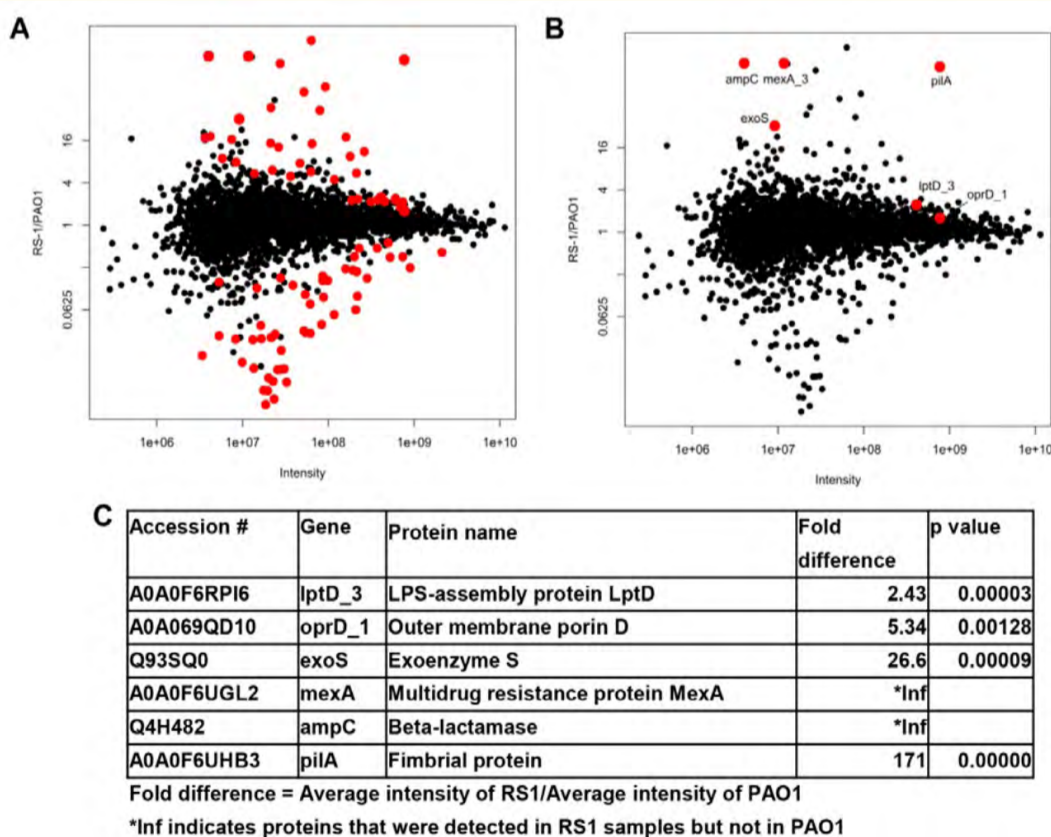 A
RS-1/PAO1
16
4
1
0.0625
1e+06 1e+07 1e+08 1e+09 1e+10
Intensity
B
RS-1/PAO1
16
4
1
0.0625
ampC mexA_3
pilA
exoS
lptD_3
oprD_1
1e+06 1e+07 1e+08 1e+09 1e+10
Intensity
C
Accession # Gene Protein name Fold difference p value
A0A0F6RPI6 lptD_3 LPS-assembly protein LptD 2.43 0.00003
A0A069QD10 oprD_1 Outer membrane porin D 5.34 0.00128
Q93SQ0 exoS Exoenzyme S 26.6 0.00009
A0A0F6UGL2 mexA Multidrug resistance protein MexA *Inf
Q4H482 ampC Beta-lactamase *Inf
A0A0F6UHB3 pilA Fimbrial protein 171 0.00000
Fold difference = Average intensity of RS1/Average intensity of PAO1
*Inf indicates proteins that were detected in RS1 samples but not in PAO1